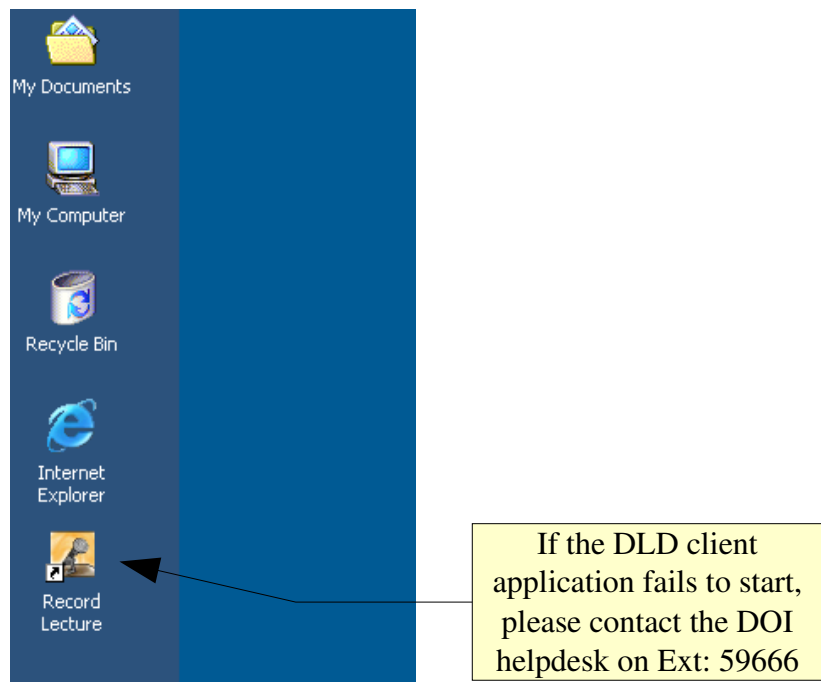 My Documents
My Computer
Recycle Bin
Internet
Explorer
Record
Lecture
If the DLD client
application fails to start,
please contact the DOI
helpdesk on Ext: 59666